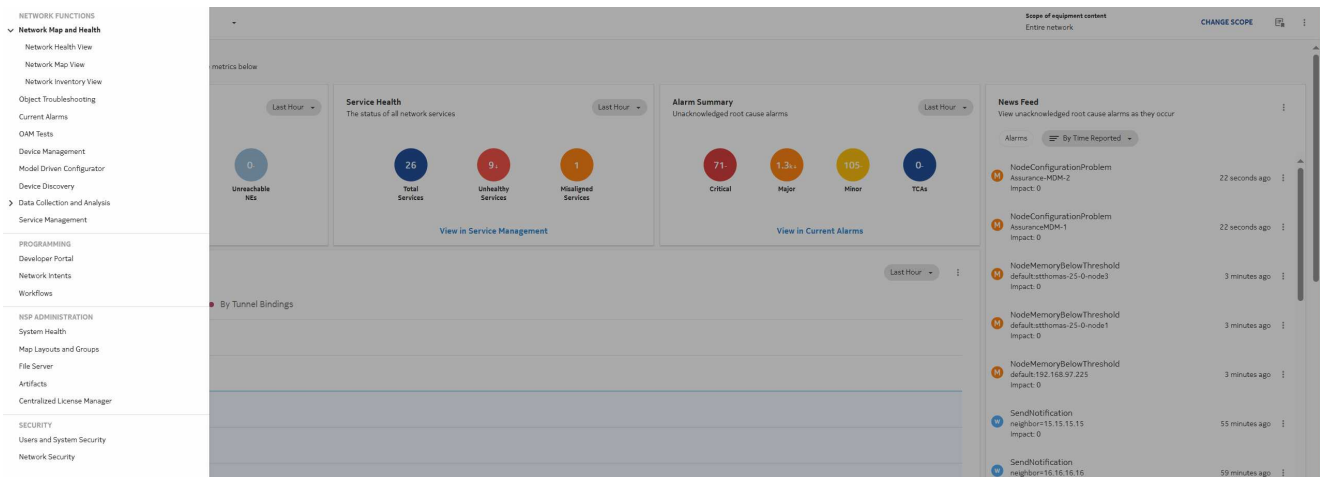 NETWORK FUNCTIONS
Network Map and Health
Network Health View
Network Map View
Network Inventory View
Object Troubleshooting
Current Alarms
OAM Tests
Device Management
Model Driven Configurator
Device Discovery
Data Collection and Analysis
Service Management
PROGRAMMING
Developer Portal
Network Intents
Workflows
NSP ADMINISTRATION
System Health
Map Layouts and Groups
File Server
Artifacts
Centralized License Manager
SECURITY
Users and System Security
Network Security
Scope of equipment content
Entire network
CHANGE SCOPE
metrics below
Last Hour
0
Unreachable
NEs
Service Health
The status of all network services
Last Hour
26
Total
Services
9
Unhealthy
Services
1
Misaligned
Services
View in Service Management
Alarm Summary
Unacknowledged root cause alarms
Last Hour
71
Critical
1.3k
Major
105
Minor
0
TCAs
View in Current Alarms
Last Hour
By Tunnel Bindings
News Feed
View unacknowledged root cause alarms as they occur
Alarms
By Time Reported
M
NodeConfigurationProblem
Assurance-MDM-2
Impact: 0
22 seconds ago
M
NodeConfigurationProblem
AssuranceMDM-1
Impact: 0
22 seconds ago
M
NodeMemoryBelowThreshold
default:stthomas-25-0-node3
Impact: 0
3 minutes ago
M
NodeMemoryBelowThreshold
default:stthomas-25-0-node1
Impact: 0
3 minutes ago
M
NodeMemoryBelowThreshold
default:192.168.97.225
Impact: 0
3 minutes ago
W
SendNotification
neighbor=15.15.15.15
Impact: 0
55 minutes ago
W
SendNotification
neighbor=16.16.16.16
59 minutes ago